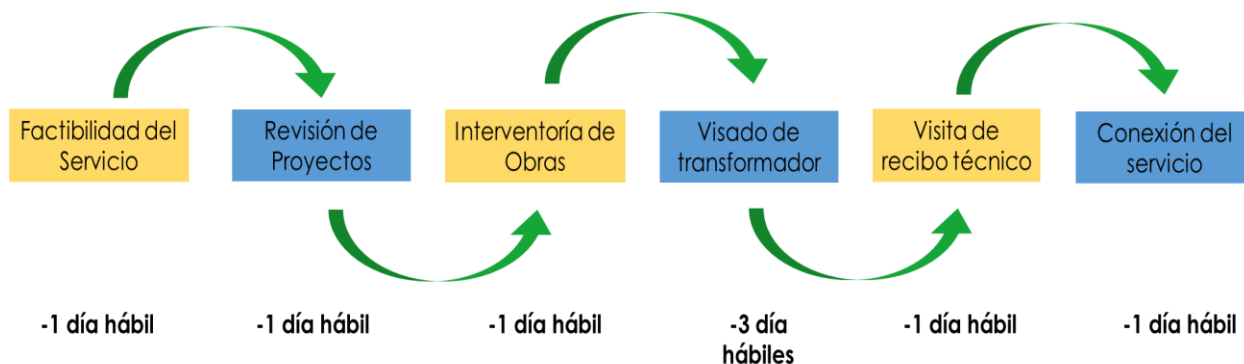 Factibilidad del
Servicio
Revisión de
Proyectos
Interventoría de
Obras
Visado de
transformador
Visita de
recibo técnico
Conexión del
servicio
-1 día hábil
-1 día hábil
-1 día hábil
-3 día
hábiles
-1 día hábil
-1 día hábil